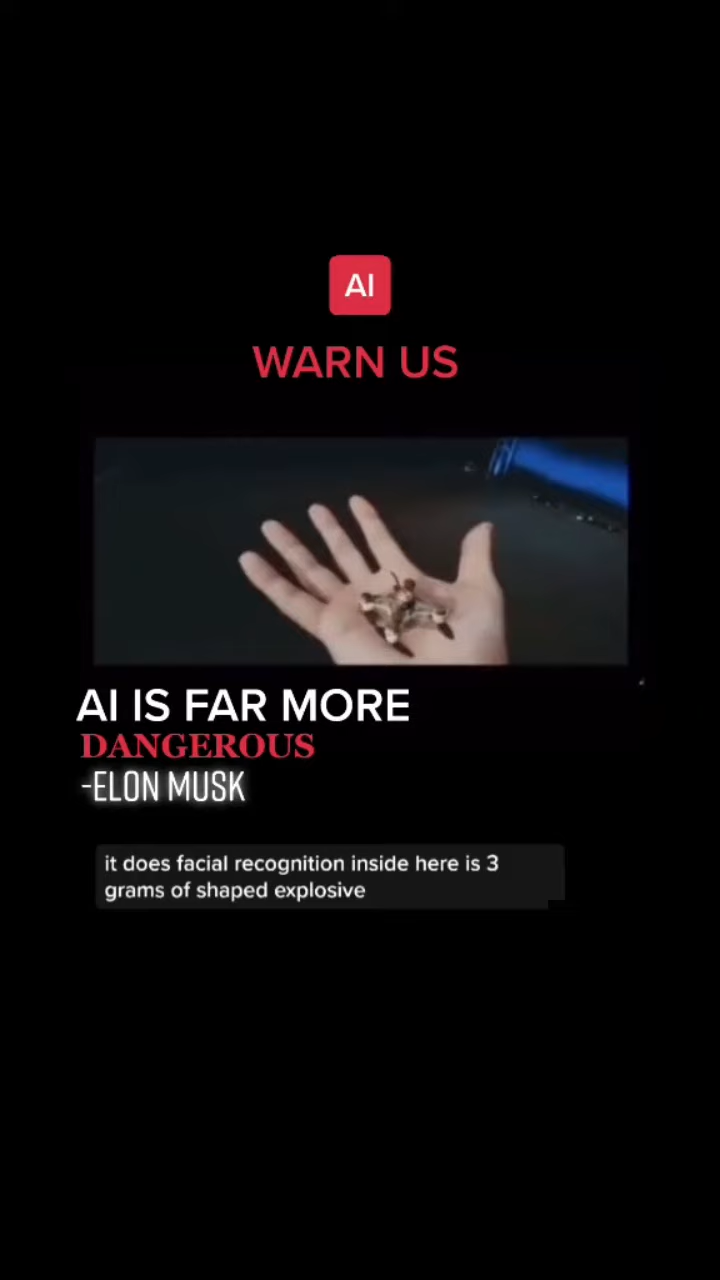 AI
WARN US
AI IS FAR MORE
DANGEROUS
-ELON MUSK
it does facial recognition inside here is 3
grams of shaped explosive